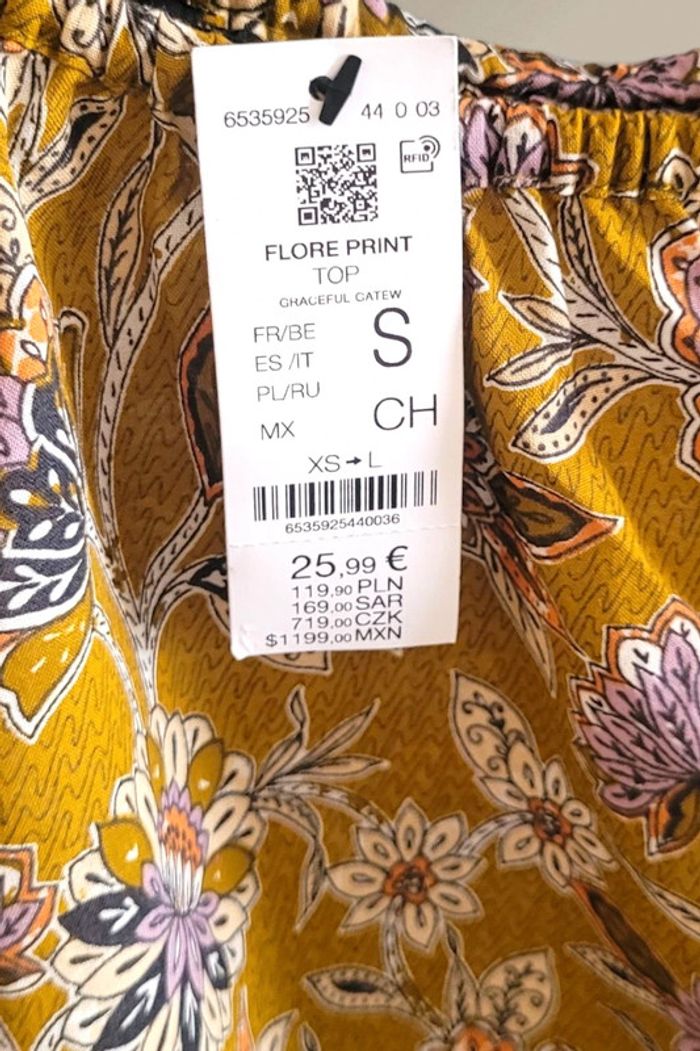 6535925 44 0 03
RFID
FLORE PRINT
TOP
GRACEFUL CATEW
FR/BE
ES /IT
PL/RU
S
MX
CH
XS→L
6535925440036
25,99 €
119,90 PLN
169,00 SAR
719,00 CZK
$1199,00 MXN